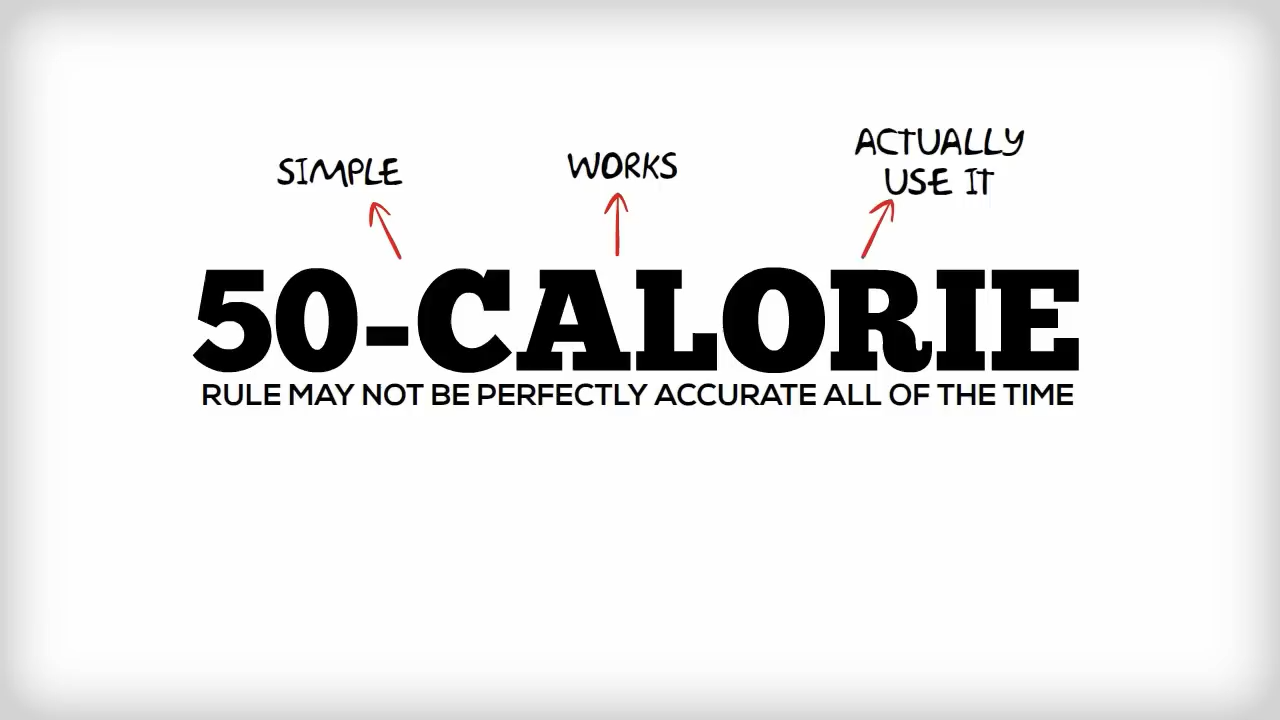 SIMPLE
WORKS
ACTUALLY
USE IT
50-CALORIE
RULE MAY NOT BE PERFECTLY ACCURATE ALL OF THE TIME